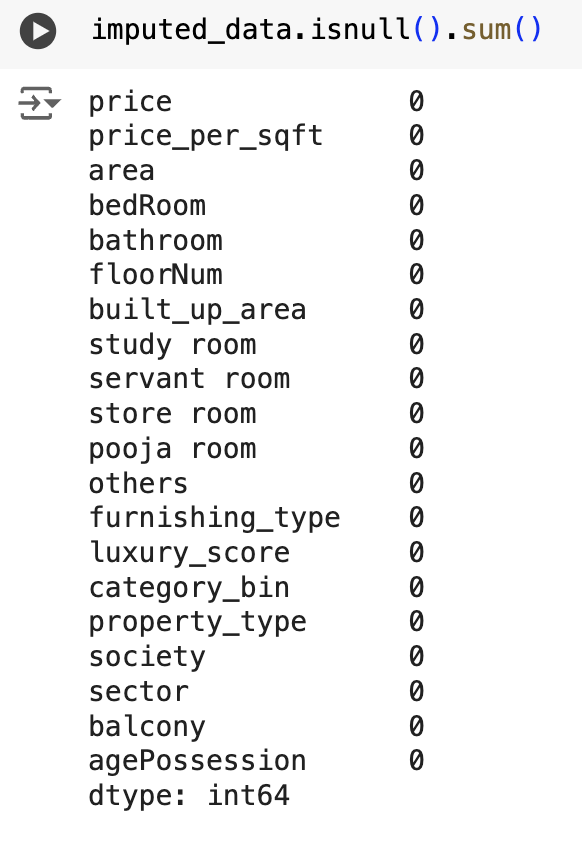 imputed_data.isnull().sum()
price 0
price_per_sqft 0
area 0
bedRoom 0
bathroom 0
floorNum 0
built_up_area 0
study room 0
servant room 0
store room 0
pooja room 0
others 0
furnishing_type 0
luxury_score 0
category_bin 0
property_type 0
society 0
sector 0
balcony 0
agePossession 0
dtype: int64